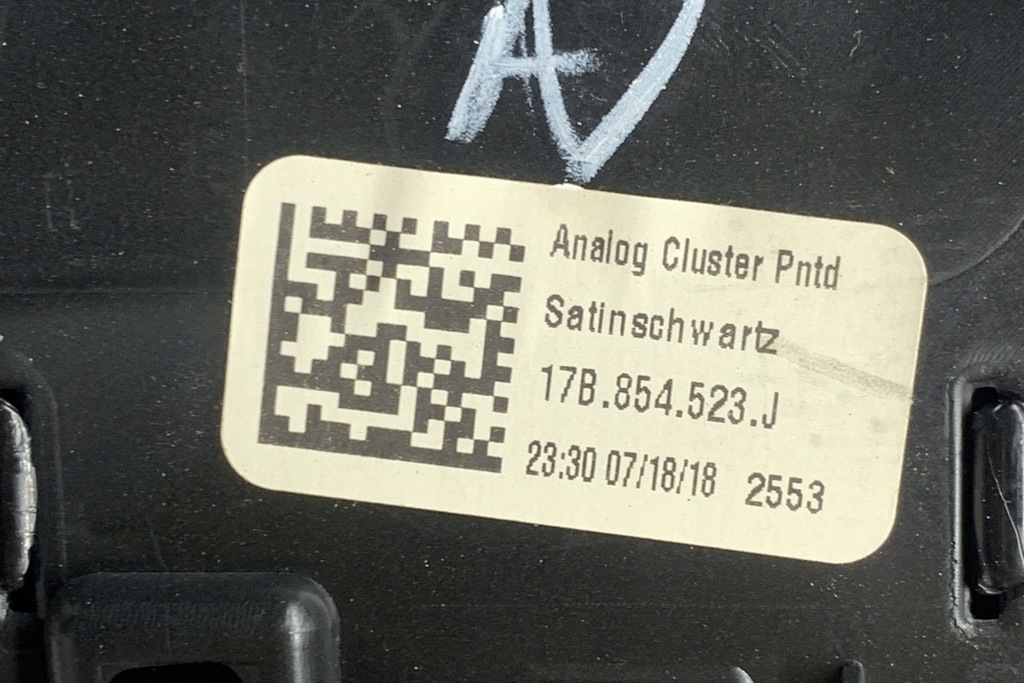 Analog Cluster Pntd
Satinschwartz
17B.854.523.J
23:30 07/18/18 2553